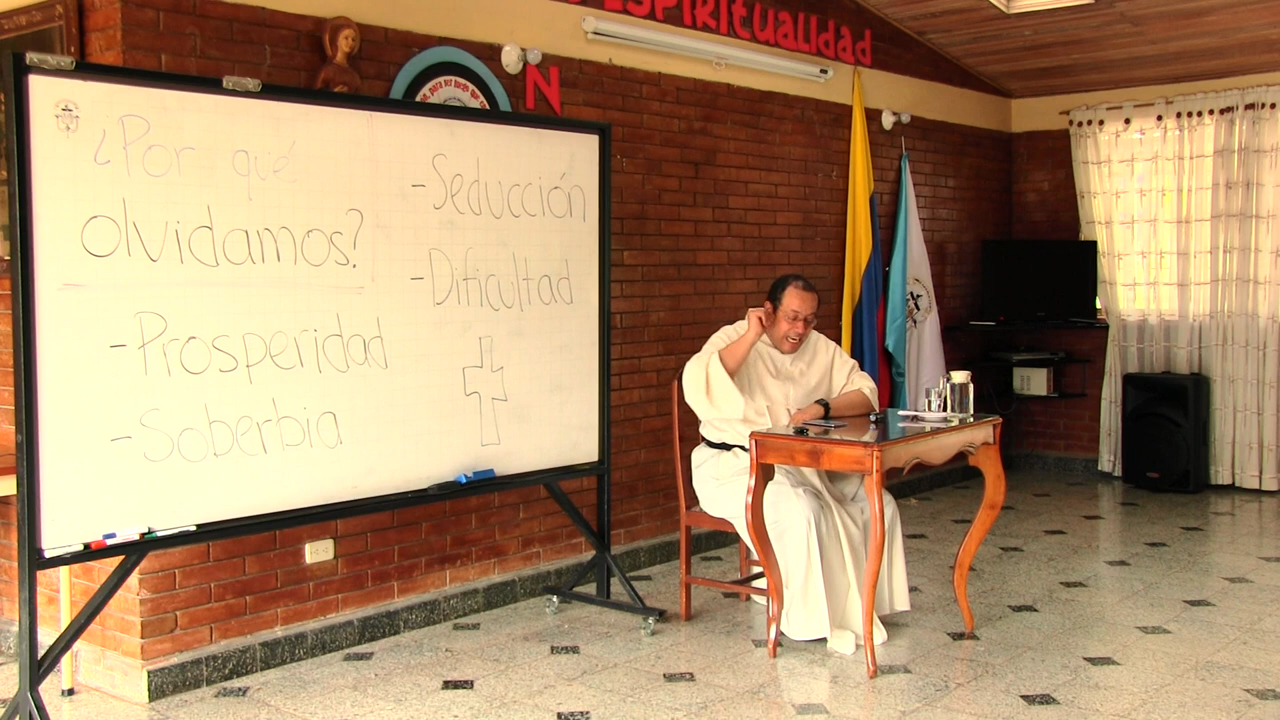 ESPIRITUALIDAD
N
¿Por qué
olvidamos?
- Prosperidad
- Soberbia
- Seducción
- Dificultad